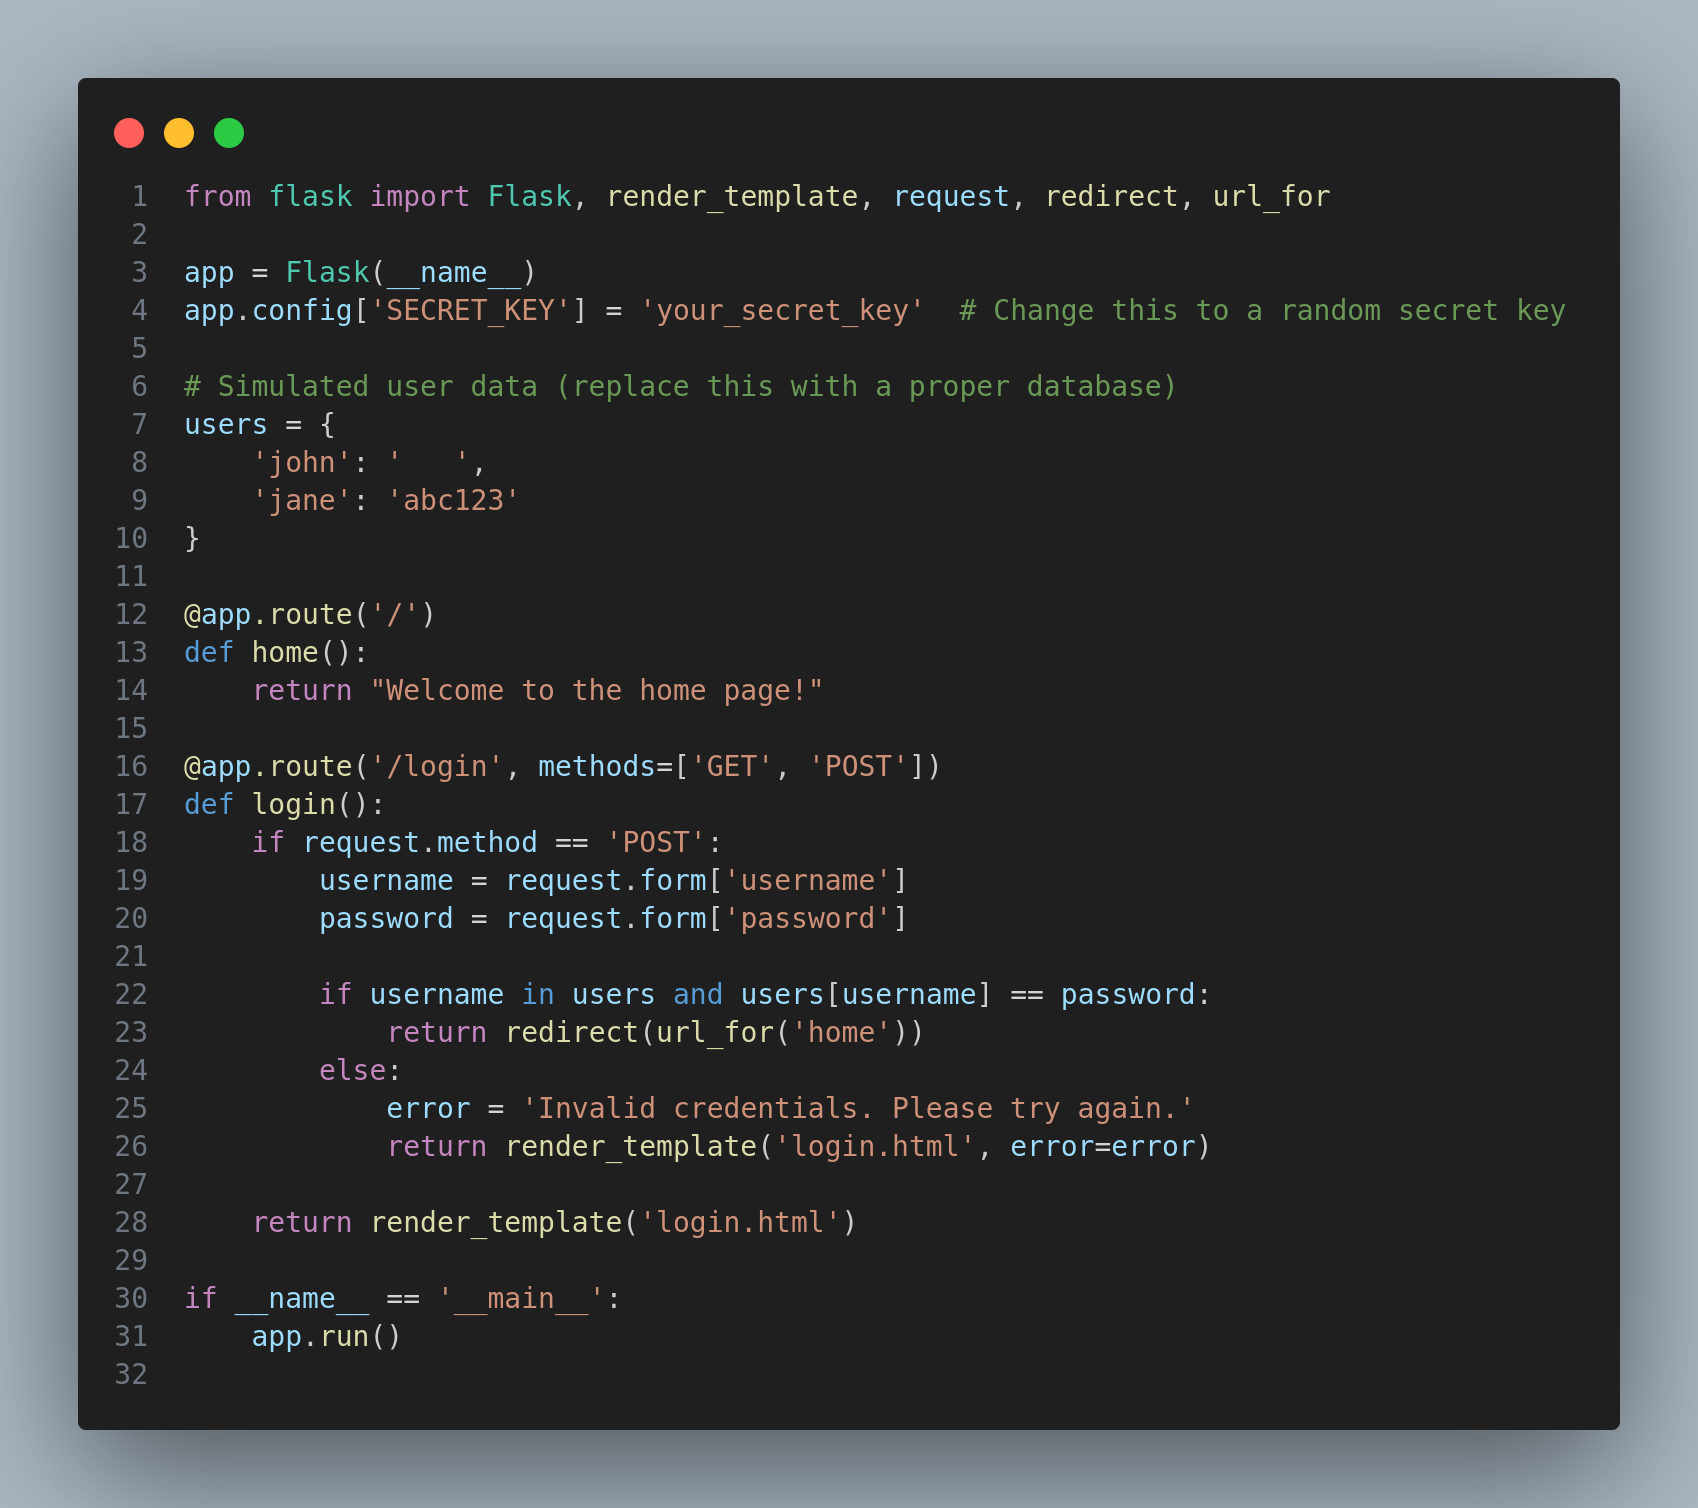 1 from flask import Flask, render_template, request, redirect, url_for
2
3 app = Flask(__name__)
4 app.config['SECRET_KEY'] = 'your_secret_key'  # Change this to a random secret key
5
6 # Simulated user data (replace this with a proper database)
7 users = {
8     'john': '   ',
9     'jane': 'abc123'
10 }
11
12 @app.route('/')
13 def home():
14     return "Welcome to the home page!"
15
16 @app.route('/login', methods=['GET', 'POST'])
17 def login():
18     if request.method == 'POST':
19         username = request.form['username']
20         password = request.form['password']
21
22         if username in users and users[username] == password:
23             return redirect(url_for('home'))
24         else:
25             error = 'Invalid credentials. Please try again.'
26             return render_template('login.html', error=error)
27
28     return render_template('login.html')
29
30 if __name__ == '__main__':
31     app.run()
32